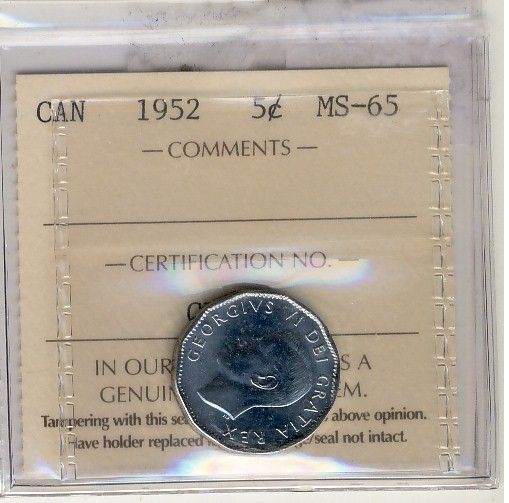 CAN 1952 5¢ MS-65
— COMMENTS —
— CERTIFICATION NO. —
GEORGIVS VI DEI GRATIA REX
IN OUR S A
GENUI EM.
Tampering with this se above opinion.
Have holder replaced seal not intact.